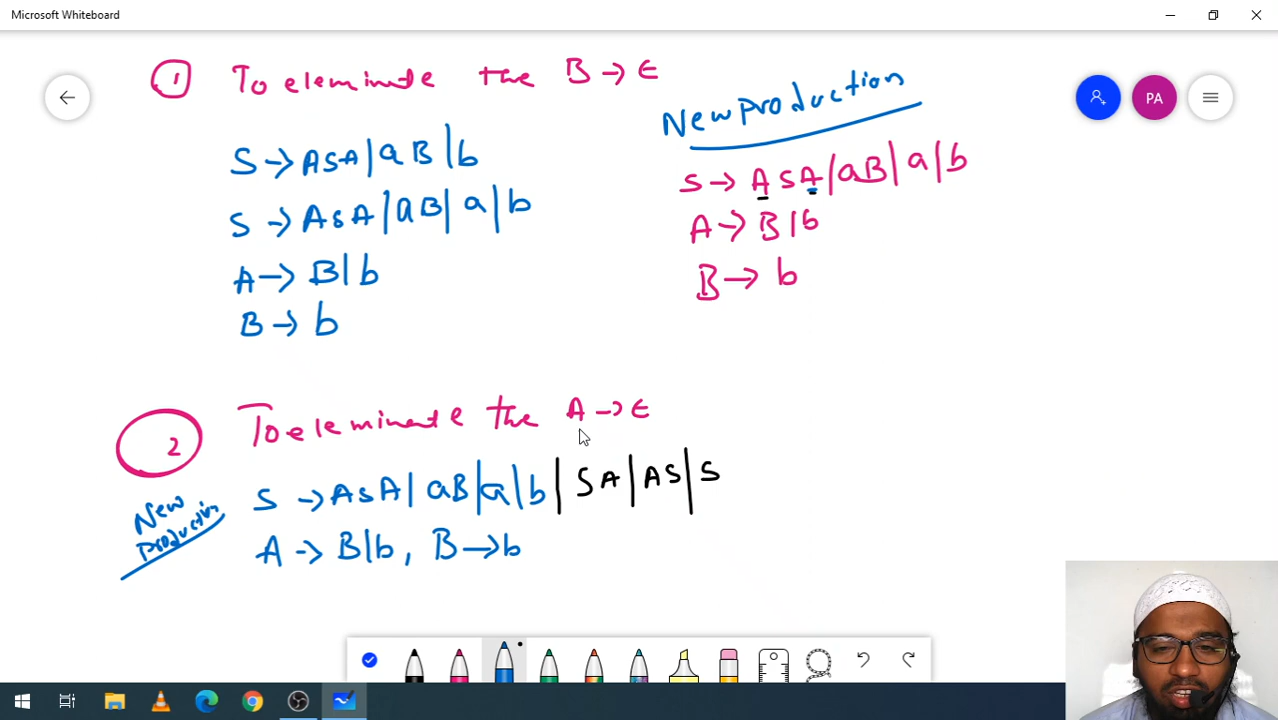 Microsoft Whiteboard
① To eleminate the B → ϵ
PA
New production
S → ASA | aB | b
S → ASA | aB | a | b
S → ASA | aB | a | b
A → B | b
A → B | b
B → b
B → b
② To eleminate the A → ϵ
New Production
S → ASA | aB | a | b | SA | AS | S
A → B | b , B → b